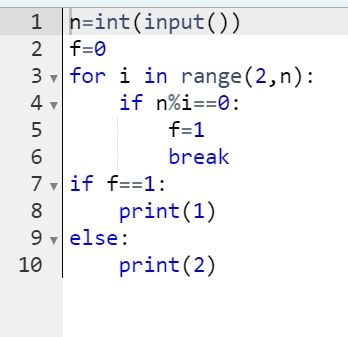 1 n=int(input())
2 f=0
3 for i in range(2,n):
4     if n%i==0:
5         f=1
6         break
7 if f==1:
8     print(1)
9 else:
10     print(2)